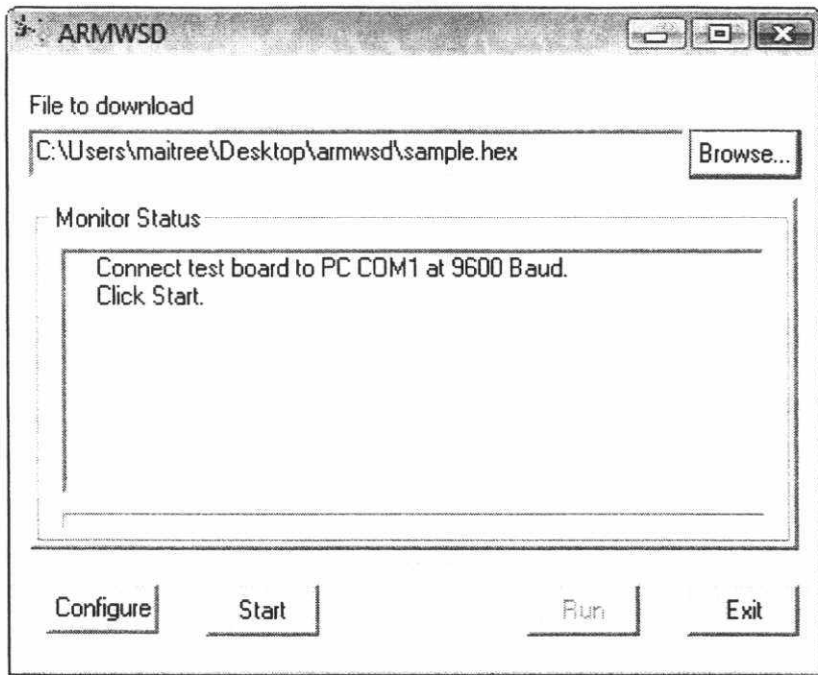 ARMWSD
File to download
C:\Users\maitree\Desktop\armwsd\sample.hex
Browse...
Monitor Status
Connect test board to PC COM1 at 9600 Baud.
Click Start.
Configure
Start
Run
Exit